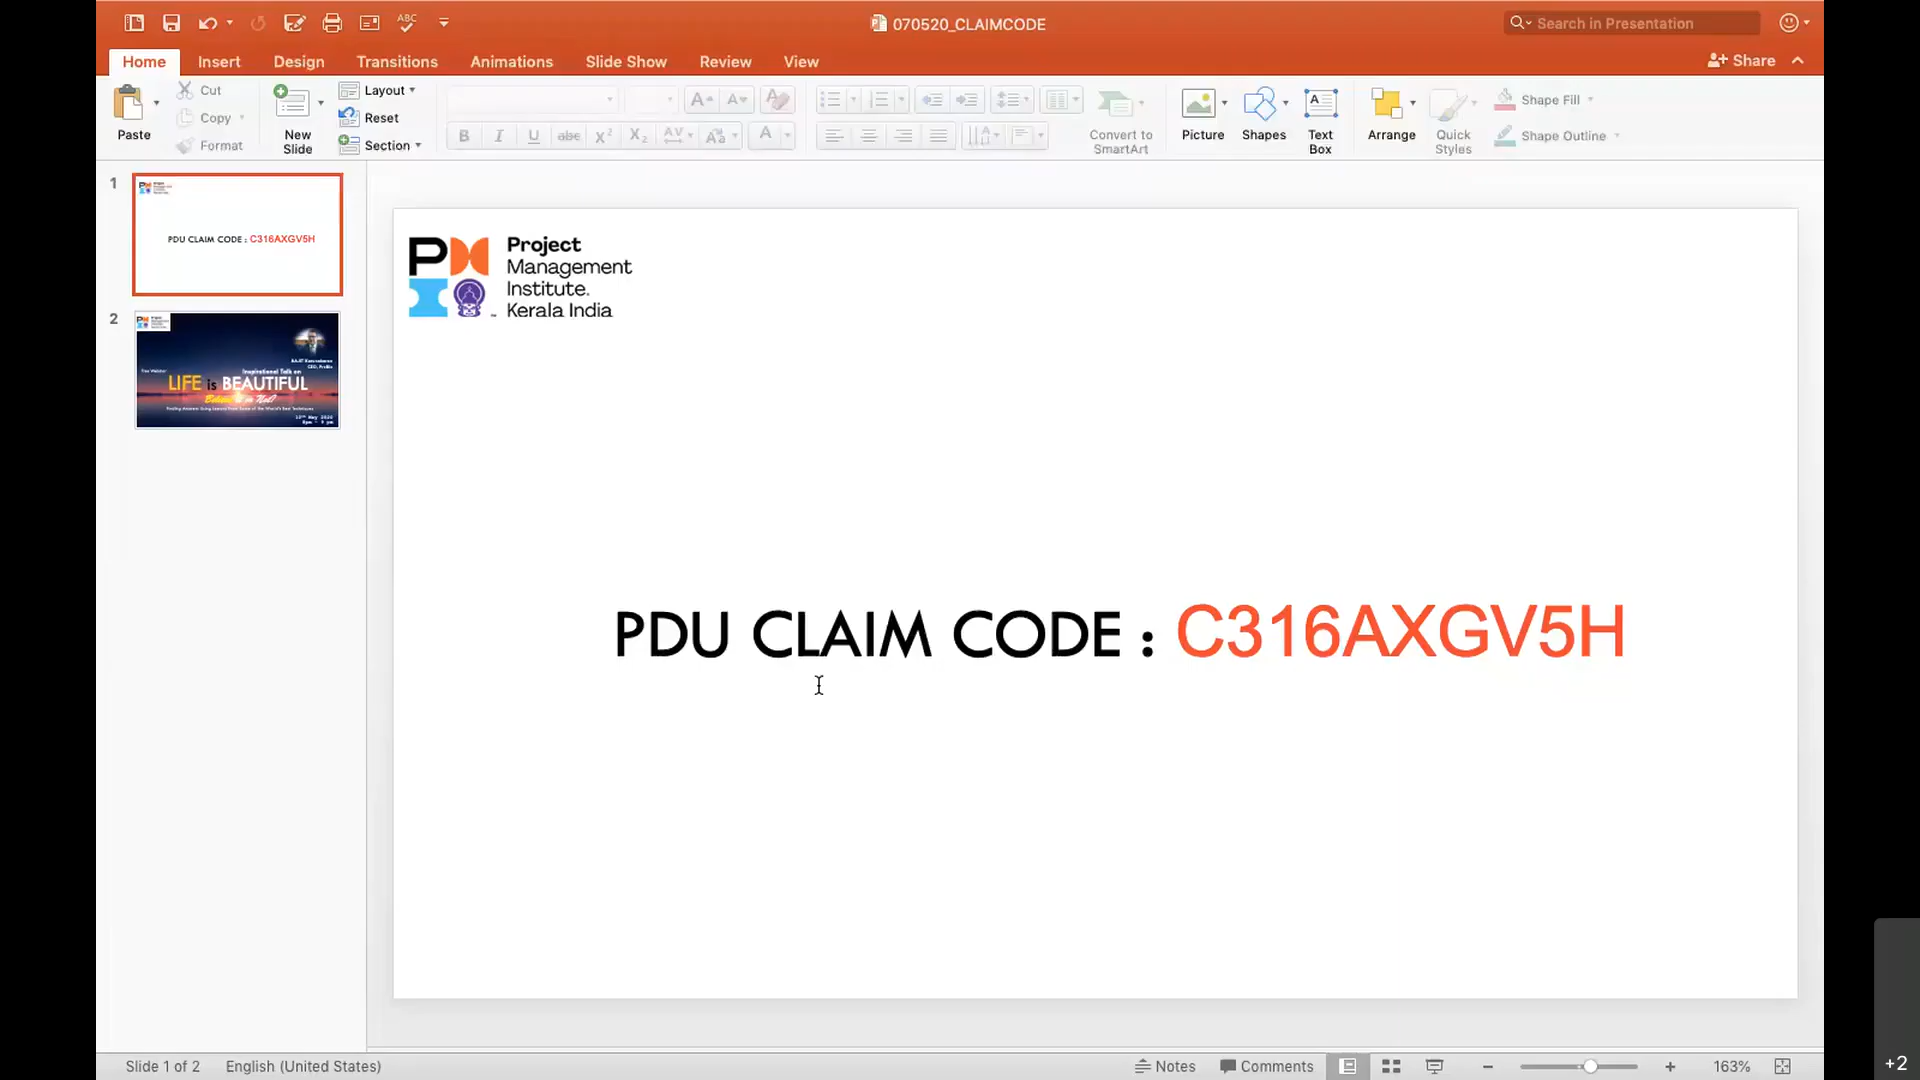 070520_CLAIMCODE
Search in Presentation
Home Insert Design Transitions Animations Slide Show Review View
Share
Paste
Cut
Copy
Format
New Slide
Layout
Reset
Section
Convert to SmartArt
Picture
Shapes
Text Box
Arrange
Quick Styles
Shape Fill
Shape Outline
1
PDU CLAIM CODE : C316AXGV5H
2
Inspirational Talk on
LIFE is BEAUTIFUL
Project
Management
Institute.
Kerala India
PDU CLAIM CODE : C316AXGV5H
Slide 1 of 2 English (United States)
Notes Comments 163%
+2